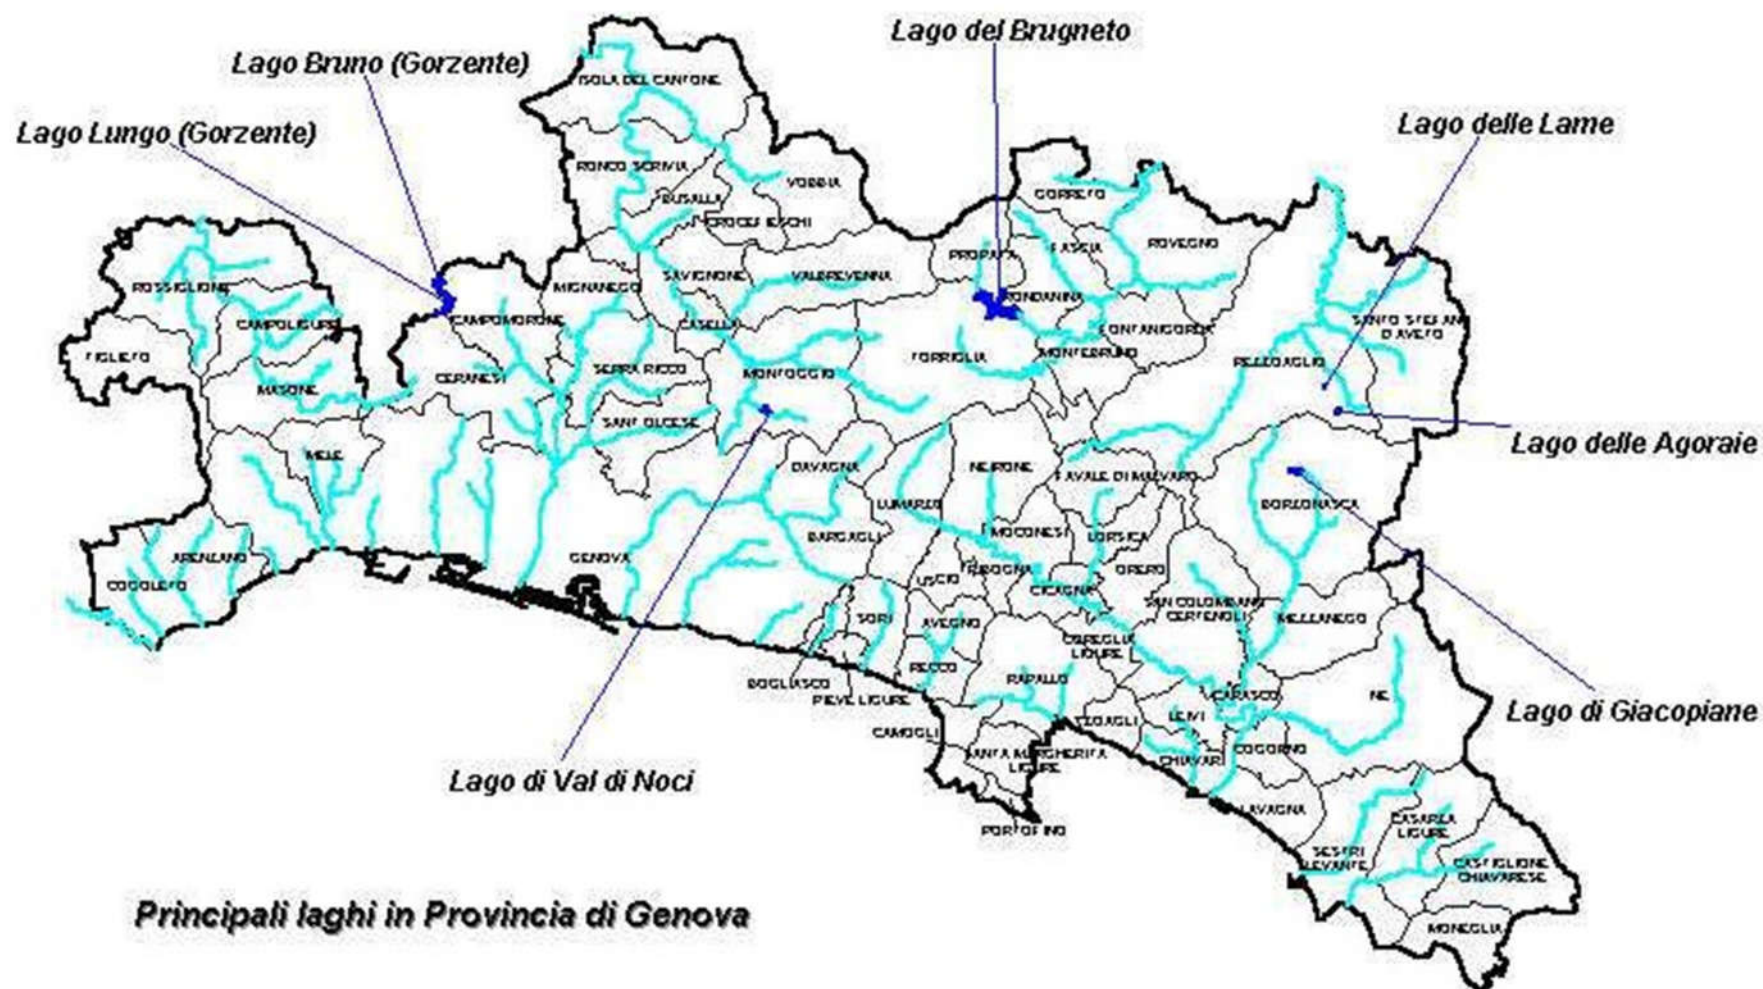 Lago del Brugneto
Lago Bruno (Gorzente)
Lago Lungo (Gorzente)
Lago delle Lame
ISOLA DEL CANTONE
RONCO SCRIVIA
VOBBIA
BUSALLA
CROCEFIESCHI
GORRETO
ROVEGNO
FASCIA
PROPATA
SAVIGNONE
VALBREVENNA
ROSSIGLIONE
MIGNANEGO
RONDANINA
CAMPOLIGURE
CAMPOMORONE
CASELLA
FONTANIGORDA
SANTO STEFANO
D'AVETO
TIGLIETO
TORRIGLIA
MONTEBRUNO
REZZOAGLIO
MASONE
CERANESI
SERRA RICCO
MONTOGGIO
SANT OLCESE
Lago delle Agoraie
MELE
DAVAGNA
NEIRONE
FAVALE DI MALVARO
LUMARZO
BORZONASCA
MOCONESI
LORSICA
BARGAGLI
ARENZANO
GENOVA
COGOLETO
USCIO
TRIBOGNA
CICAGNA
ORERO
SAN COLOMBANO
CERTENOLI
MEZZANEGO
SORI
AVEGNO
COREGLIA
LIGURE
RECCO
RAPALLO
BOGLIASCO
PIEVE LIGURE
CARASCO
NE
Lago di Giacopiane
ZOAGLI
LEIVI
CAMOGLI
COGORNO
SANTA MARGHERITA
LIGURE
CHIAVARI
Lago di Val di Noci
LAVAGNA
PORTOFINO
CASARZA
LIGURE
SESTRI
LEVANTE
CASTIGLIONE
CHIAVARESE
Principali laghi in Provincia di Genova
MONEGLIA